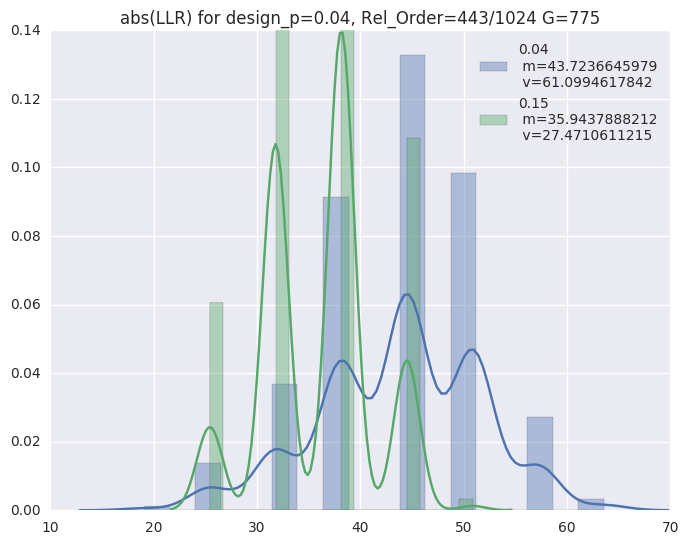 abs(LLR) for design_p=0.04, Rel_Order=443/1024 G=775
0.14
0.12
0.10
0.08
0.06
0.04
0.02
0.00
0.04
m=43.7236645979
v=61.0994617842
0.15
m=35.9437888212
v=27.4710611215
10 20 30 40 50 60 70